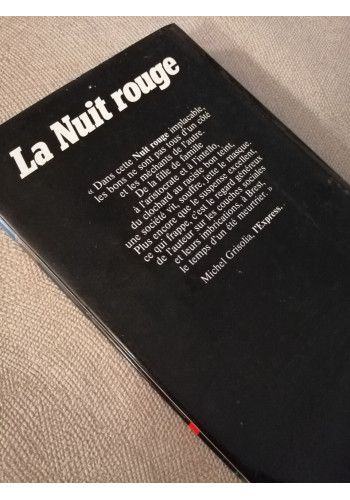 La Nuit rouge
« Dans cette Nuit rouge implacable,
les bons ne sont pas tous d'un côté
et les méchants de l'autre.
De la fille de famille
à l'aristocrate et à l'intello,
du clochard au prêtre bon teint,
une société vit, souffre, jette le masque.
Plus encore que le suspense excellent,
ce qui frappe, c'est le regard généreux
de l'auteur sur les couches sociales
et leurs imbrications, à Brest,
le temps d'un été meurtrier. »
Michel Grisolia, l'Express.